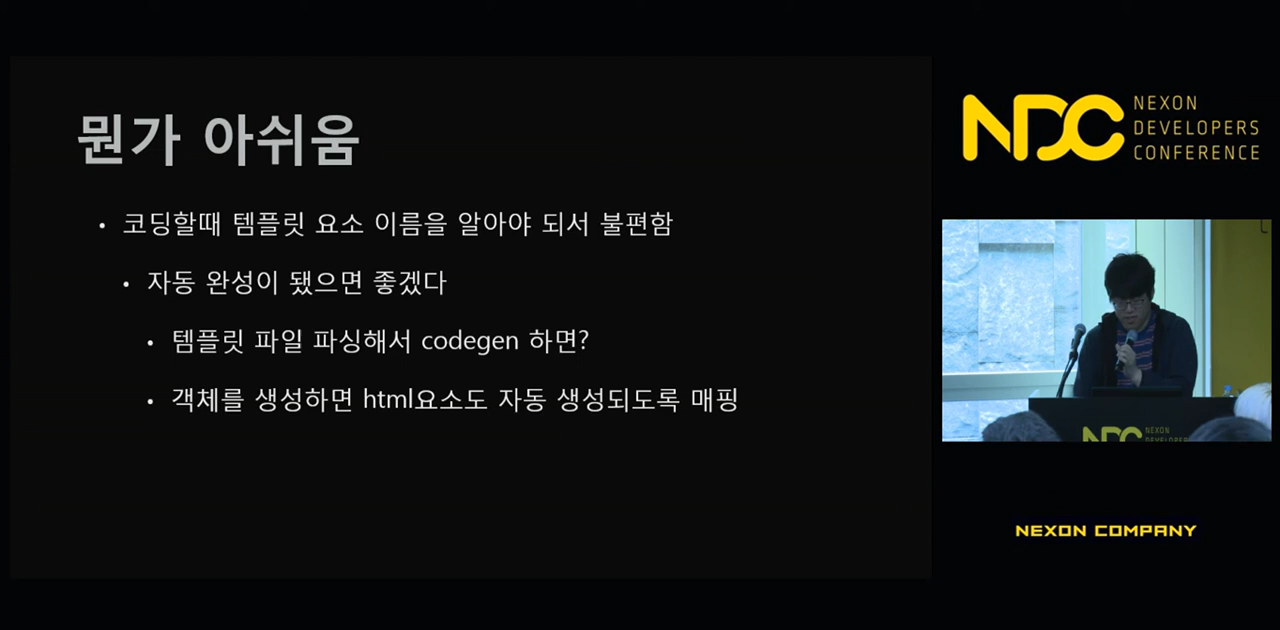 뭔가 아쉬움
• 코딩할때 템플릿 요소 이름을 알아야 되서 불편함
• 자동 완성이 됐으면 좋겠다
• 템플릿 파일 파싱해서 codegen 하면?
• 객체를 생성하면 html요소도 자동 생성되도록 매핑
NDC
NEXON
DEVELOPERS
CONFERENCE
NDC
NEXON
DEVELOPERS
NEXON COMPANY